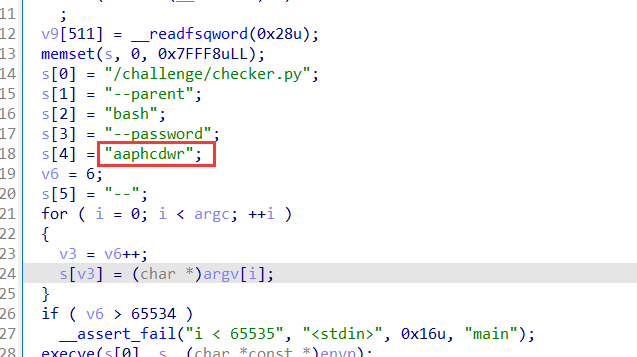 11 ;
12 v9[511] = __readfsqword(0x28u);
13 memset(s, 0, 0x7FFF8uLL);
14 s[0] = "/challenge/checker.py";
15 s[1] = "--parent";
16 s[2] = "bash";
17 s[3] = "--password";
18 s[4] = "aaphcdwr";
19 v6 = 6;
20 s[5] = "--";
21 for ( i = 0; i < argc; ++i )
22 {
23 v3 = v6++;
24 s[v3] = (char *)argv[i];
25 }
26 if ( v6 > 65534 )
27 __assert_fail("i < 65535", "<stdin>", 0x16u, "main");
execve(s[0], s, (char *const *)envp);